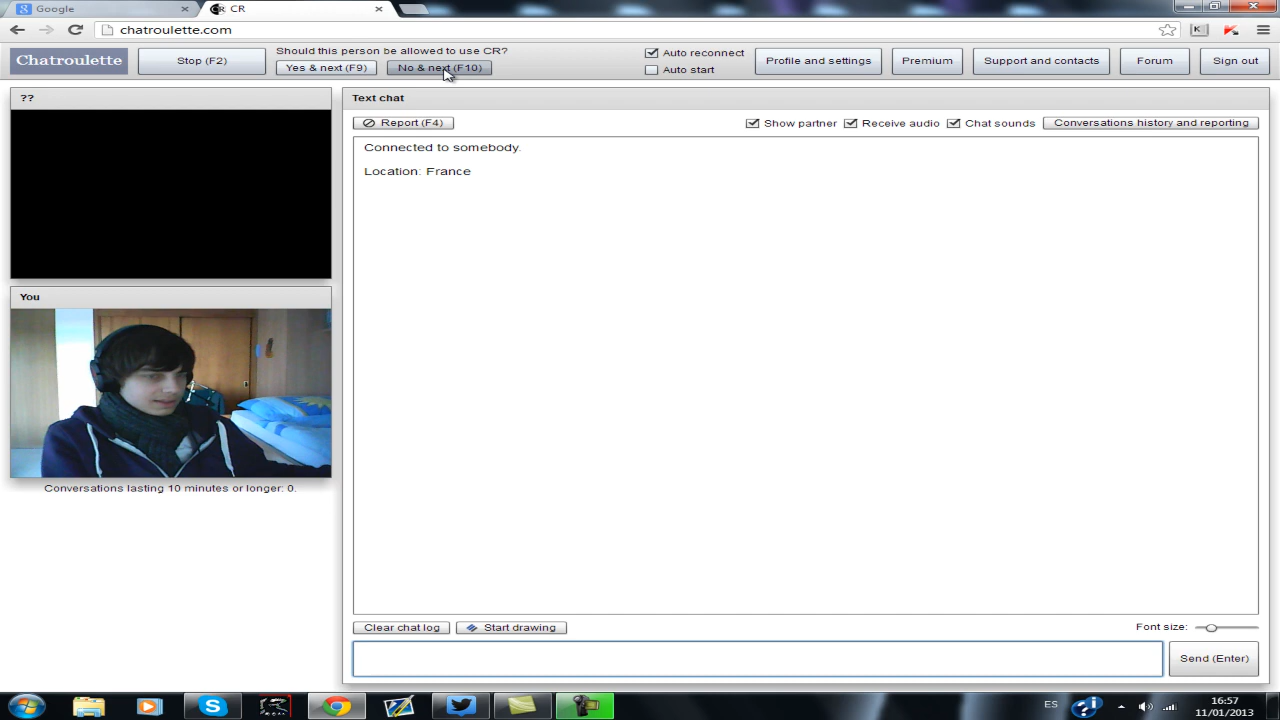 Google
CR
chatroulette.com
Chatroulette
Stop (F2)
Should this person be allowed to use CR?
Yes & next (F9)
No & next (F10)
Auto reconnect
Auto start
Profile and settings
Premium
Support and contacts
Forum
Sign out
??
Text chat
Report (F4)
Show partner
Receive audio
Chat sounds
Conversations history and reporting
Connected to somebody.
Location: France
You
Conversations lasting 10 minutes or longer: 0.
Clear chat log
Start drawing
Font size:
Send (Enter)
ES
16:57
11/01/2013